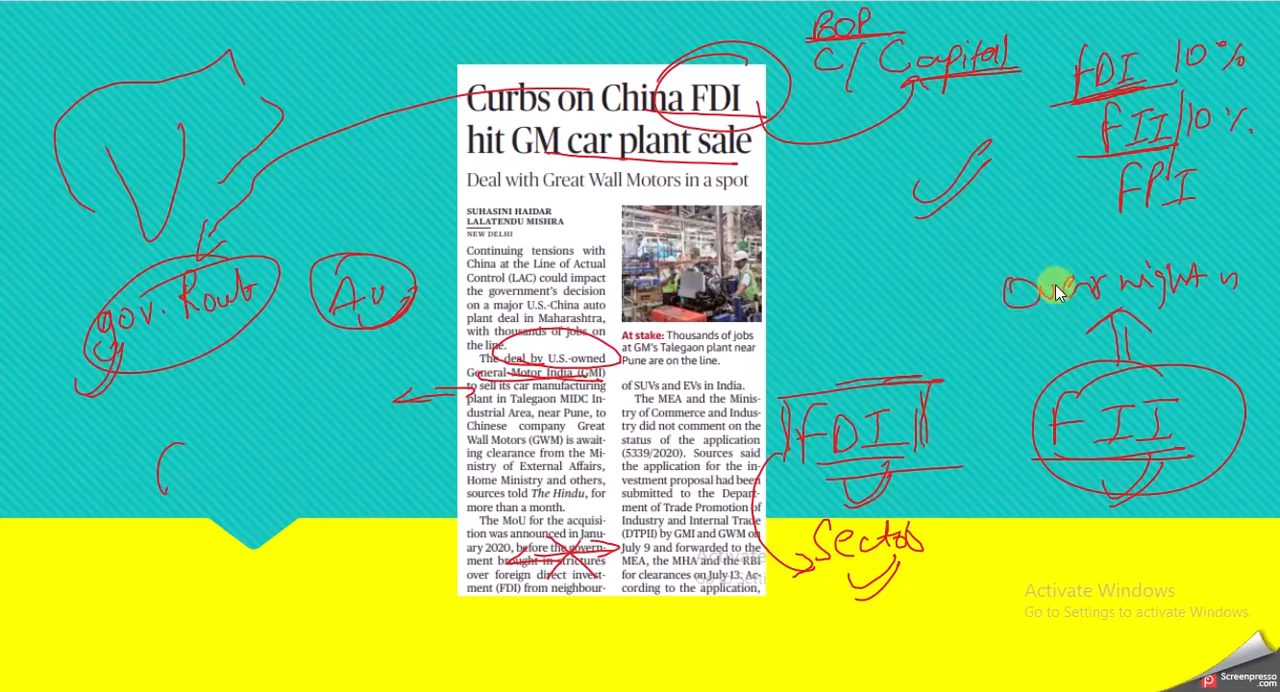 BOP
C/Capital
FDI 10%
FII/10%
FPI
Curbs on China FDI
hit GM car plant sale
Deal with Great Wall Motors in a spot
SUHASINI HAIDAR
LALATENDU MISHRA
NEW DELHI
Continuing tensions with
China at the Line of Actual
Control (LAC) could impact
the government's decision
on a major U.S.-China auto
plant deal in Maharashtra,
with thousands of jobs on
the line.
The deal by U.S.-owned
General Motor India (GMI)
to sell its car manufacturing
plant in Talegaon MIDC In-
dustrial Area, near Pune, to
Chinese company Great
Wall Motors (GWM) is await-
ing clearance from the Mi-
nistry of External Affairs,
Home Ministry and others,
sources told The Hindu, for
more than a month.
The MoU for the acquisi-
tion was announced in Janu-
ary 2020, before the govern-
ment brought in strictures
over foreign direct invest-
ment (FDI) from neighbour-
At stake: Thousands of jobs
at GM's Talegaon plant near
Pune are on the line.
of SUVs and EVs in India.
The MEA and the Minis-
try of Commerce and Indus-
try did not comment on the
status of the application
(5339/2020). Sources said
the application for the in-
vestment proposal had been
submitted to the Depart-
ment of Trade Promotion of
Industry and Internal Trade
(DTPII) by GMI and GWM on
July 9 and forwarded to the
MEA, the MHA and the RBI
for clearances on July 13. Ac-
cording to the application,
gov. Rout
Over night
FDI
FII
Sector
Activate Windows
Go to Settings to activate Windows.
Screenpresso
.com